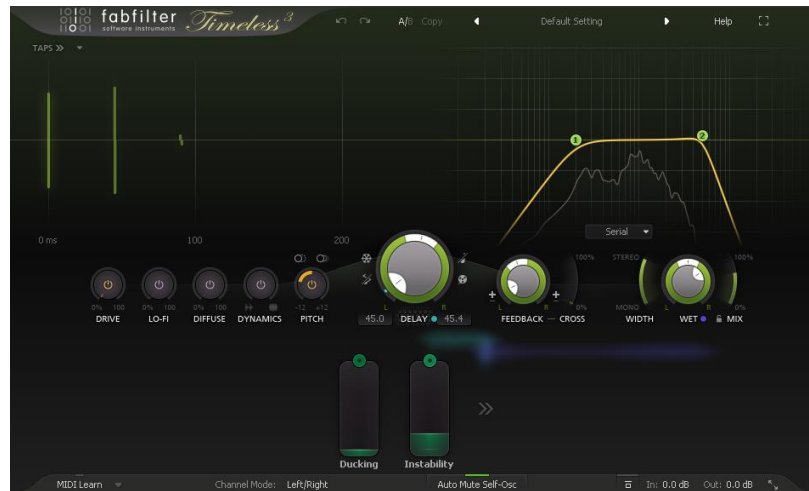 fabfilter
software instruments
Timeless 3
A/B Copy
Default Setting
Help
TAPS
1
2
Serial
0 ms
100
200
100%
STEREO
100%
0% 100
0% 100
0% 100
-12 +12
L R
L R
0%
MONO
L R
0%
DRIVE
LO-FI
DIFFUSE
DYNAMICS
PITCH
45.0
DELAY
45.4
FEEDBACK — CROSS
WIDTH
WET
MIX
Ducking
Instability
MIDI Learn
Channel Mode: Left/Right
Auto Mute Self-Osc
In: 0.0 dB
Out: 0.0 dB